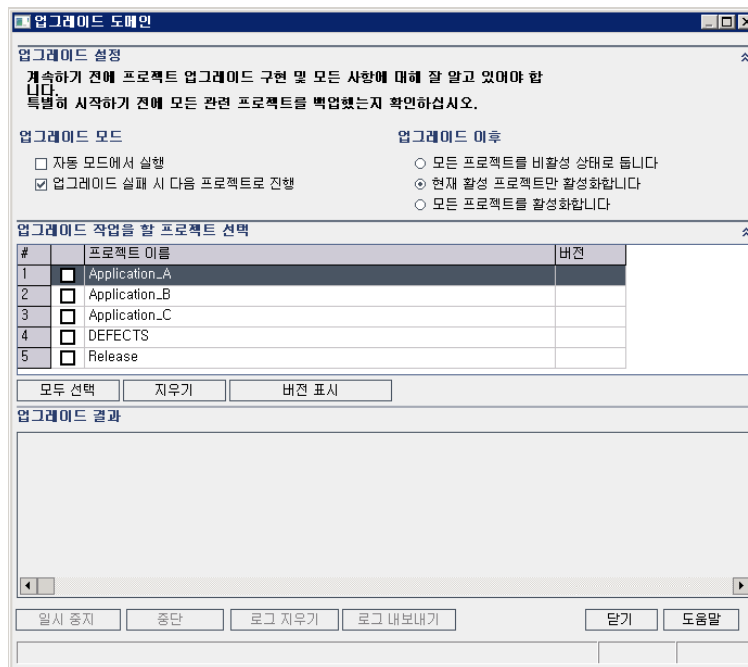 업그레이드 도메인
업그레이드 설정
계속하기 전에 프로젝트 업그레이드 구현 및 모든 사항에 대해 잘 알고 있어야 합
니다.
특별히 시작하기 전에 모든 관련 프로젝트를 백업했는지 확인하십시오.
업그레이드 모드
업그레이드 이후
자동 모드에서 실행
모든 프로젝트를 비활성 상태로 둡니다
업그레이드 실패 시 다음 프로젝트로 진행
현재 활성 프로젝트만 활성화합니다
모든 프로젝트를 활성화합니다
업그레이드 작업을 할 프로젝트 선택
# 프로젝트 이름 버전
1 Application_A
2 Application_B
3 Application_C
4 DEFECTS
5 Release
모두 선택 지우기 버전 표시
업그레이드 결과
일시 중지 중단 로그 지우기 로그 내보내기 닫기 도움말